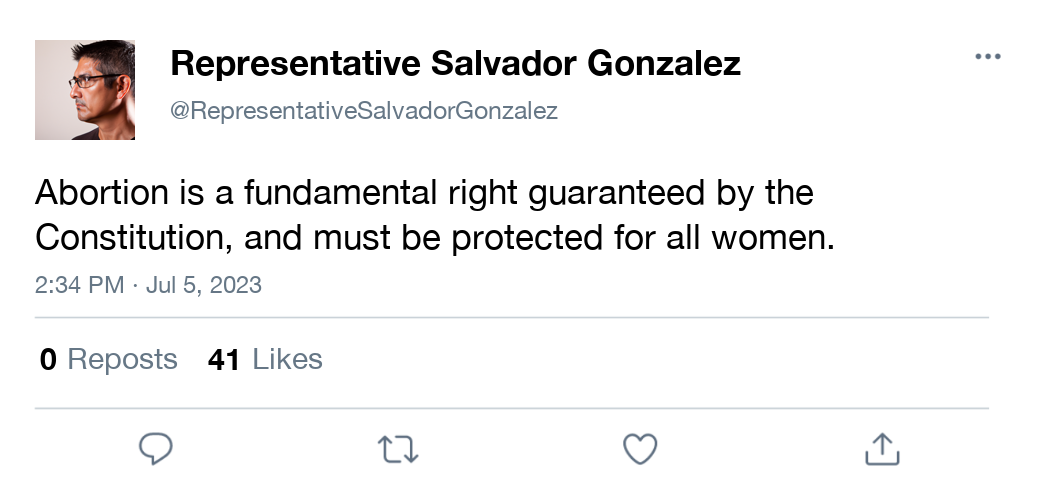 Representative Salvador Gonzalez
@RepresentativeSalvadorGonzalez
Abortion is a fundamental right guaranteed by the
Constitution, and must be protected for all women.
2:34 PM · Jul 5, 2023
0 Reposts 41 Likes